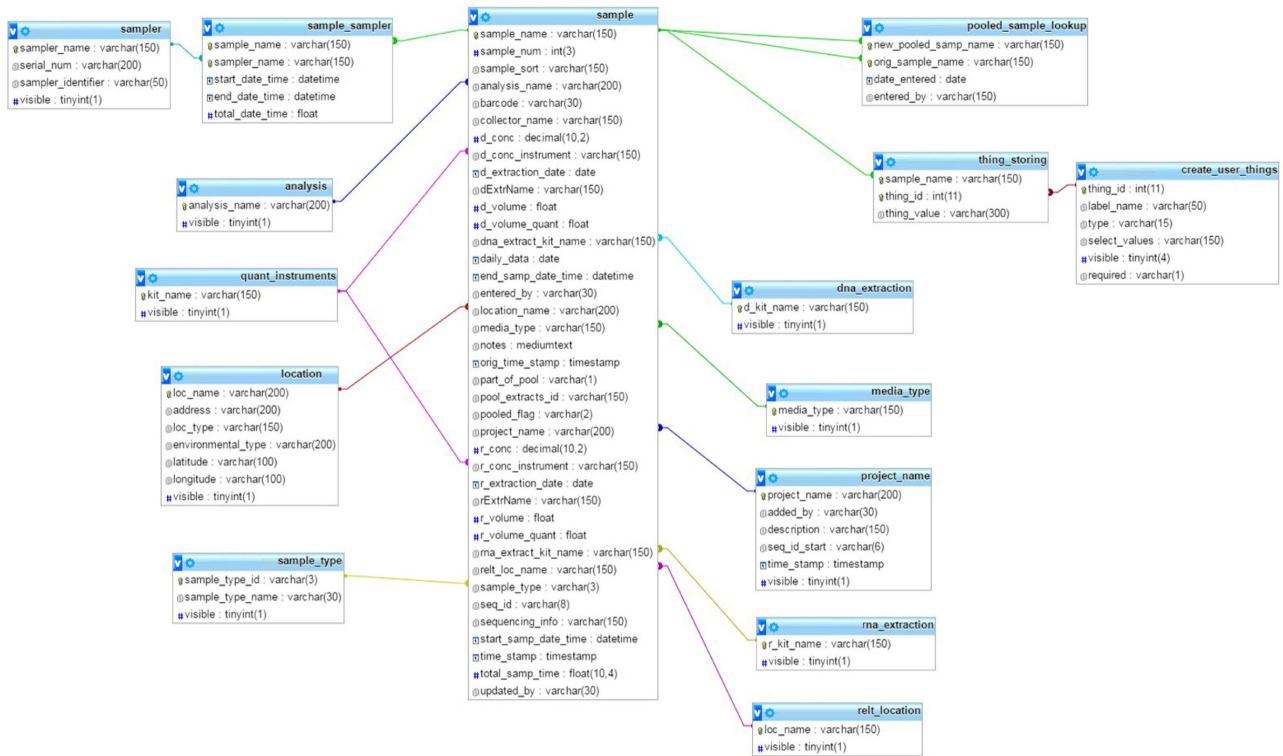 sampler
sampler_name : varchar(150)
serial_num : varchar(200)
sampler_identifier : varchar(50)
visible : tinyint(1)
sample_sampler
sample_name : varchar(150)
sampler_name : varchar(150)
start_date_time : datetime
end_date_time : datetime
total_date_time : float
analysis
analysis_name : varchar(200)
visible : tinyint(1)
quant_instruments
kit_name : varchar(150)
visible : tinyint(1)
location
loc_name : varchar(200)
address : varchar(200)
loc_type : varchar(150)
environmental_type : varchar(200)
latitude : varchar(100)
longitude : varchar(100)
visible : tinyint(1)
sample_type
sample_type_id : varchar(3)
sample_type_name : varchar(30)
visible : tinyint(1)
sample
sample_name : varchar(150)
sample_num : int(3)
sample_sort : varchar(150)
analysis_name : varchar(200)
barcode : varchar(30)
collector_name : varchar(150)
d_conc : decimal(10,2)
d_conc_instrument : varchar(150)
d_extraction_date : date
dExtrName : varchar(150)
d_volume : float
d_volume_quant : float
dna_extract_kit_name : varchar(150)
daily_data : date
end_samp_date_time : datetime
entered_by : varchar(30)
location_name : varchar(200)
media_type : varchar(150)
notes : mediumtext
orig_time_stamp : timestamp
part_of_pool : varchar(1)
pool_extracts_id : varchar(150)
pooled_flag : varchar(2)
project_name : varchar(200)
r_conc : decimal(10,2)
r_conc_instrument : varchar(150)
r_extraction_date : date
rExtrName : varchar(150)
r_volume : float
r_volume_quant : float
rna_extract_kit_name : varchar(150)
relt_loc_name : varchar(150)
sample_type : varchar(3)
seq_id : varchar(8)
sequencing_info : varchar(150)
start_samp_date_time : datetime
time_stamp : timestamp
total_samp_time : float(10,4)
updated_by : varchar(30)
pooled_sample_lookup
new_pooled_samp_name : varchar(150)
orig_sample_name : varchar(150)
date_entered : date
entered_by : varchar(150)
thing_storing
sample_name : varchar(150)
thing_id : int(11)
thing_value : varchar(300)
create_user_things
thing_id : int(11)
label_name : varchar(50)
type : varchar(15)
select_values : varchar(150)
visible : tinyint(4)
required : varchar(1)
dna_extraction
d_kit_name : varchar(150)
visible : tinyint(1)
media_type
media_type : varchar(150)
visible : tinyint(1)
project_name
project_name : varchar(200)
added_by : varchar(30)
description : varchar(150)
seq_id_start : varchar(6)
time_stamp : timestamp
visible : tinyint(1)
rna_extraction
r_kit_name : varchar(150)
visible : tinyint(1)
relt_location
loc_name : varchar(150)
visible : tinyint(1)